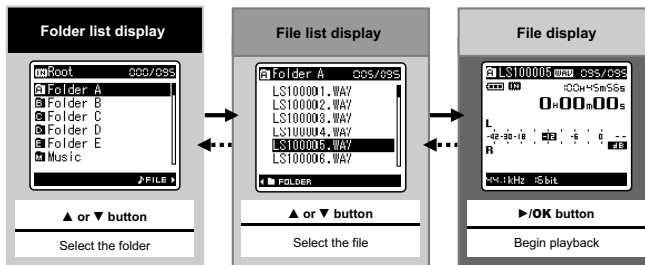 Folder list display
Root 000/095
Folder A
Folder B
Folder C
Folder D
Folder E
Music
FILE
▲ or ▼ button
Select the folder
File list display
Folder A 005/095
LS100001.WAV
LS100002.WAV
LS100003.WAV
LS100004.WAV
LS100005.WAV
LS100006.WAV
FOLDER
▲ or ▼ button
Select the file
File display
LS100005 WAV 095/095
:00H45M56s
0H00M00s
L
-42-30-18 -12 -6 0 --
R dB
44.1kHz 16bit
►/OK button
Begin playback